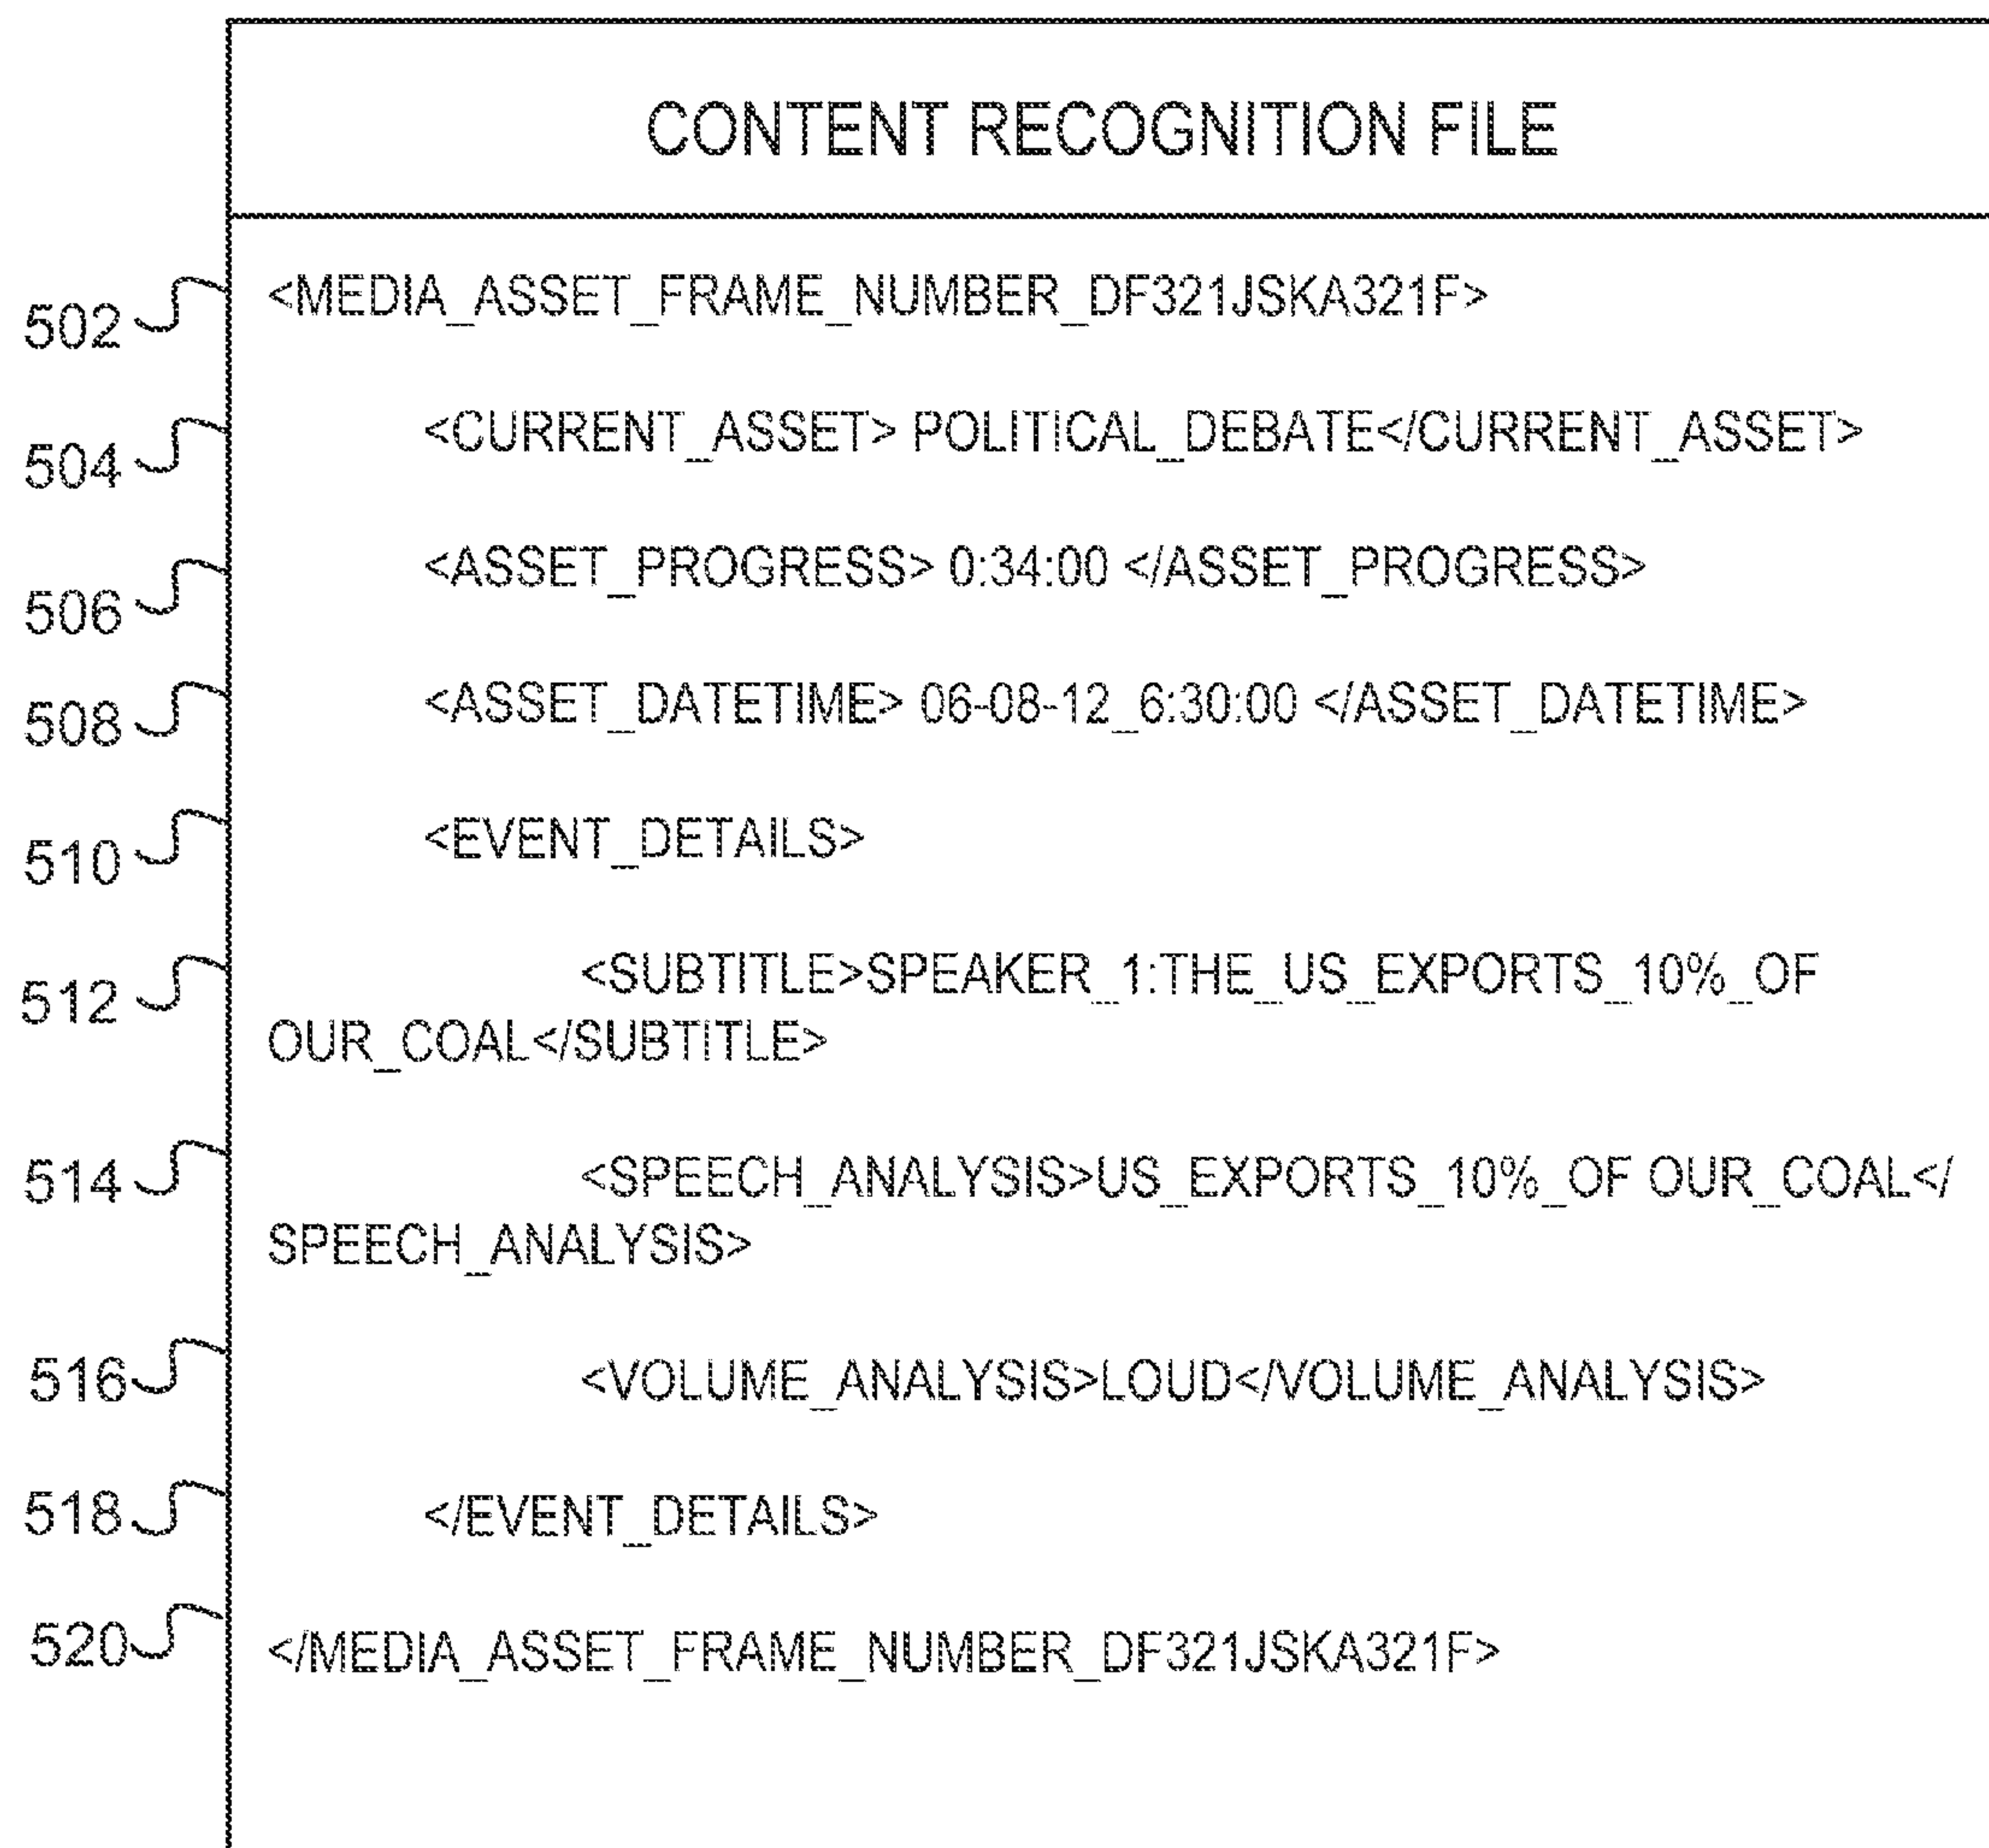 CONTENT RECOGNITION FILE
502 <MEDIA_ASSET_FRAME_NUMBER_DF321JSKA321F>
504 <CURRENT_ASSET> POLITICAL_DEBATE</CURRENT_ASSET>
506 <ASSET_PROGRESS> 0:34:00 </ASSET_PROGRESS>
508 <ASSET_DATETIME> 06-08-12_6:30:00 </ASSET_DATETIME>
510 <EVENT_DETAILS>
512 <SUBTITLE>SPEAKER_1:THE_US_EXPORTS_10%_OF
OUR_COAL</SUBTITLE>
514 <SPEECH_ANALYSIS>US_EXPORTS_10%_OF OUR_COAL</
SPEECH_ANALYSIS>
516 <VOLUME_ANALYSIS>LOUD</VOLUME_ANALYSIS>
518 </EVENT_DETAILS>
520 </MEDIA_ASSET_FRAME_NUMBER_DF321JSKA321F>